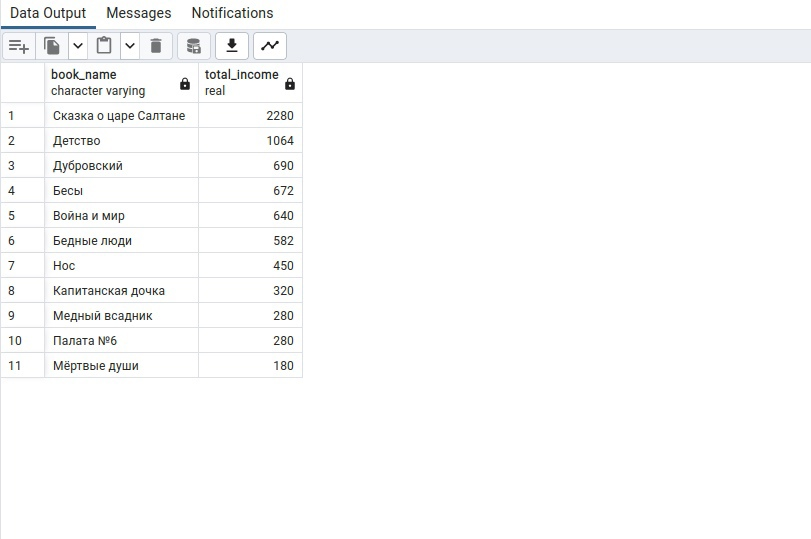 Data Output Messages Notifications
book_name total_income
character varying real
1 Сказка о царе Салтане 2280
2 Детство 1064
3 Дубровский 690
4 Бесы 672
5 Война и мир 640
6 Бедные люди 582
7 Нос 450
8 Капитанская дочка 320
9 Медный всадник 280
10 Палата №6 280
11 Мёртвые души 180